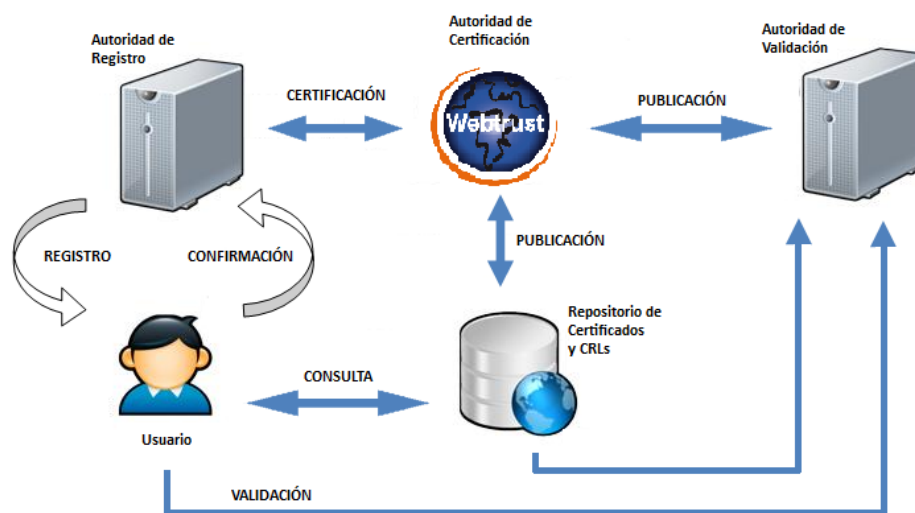 Autoridad de
Registro
Autoridad de
Certificación
Autoridad de
Validación
CERTIFICACIÓN
Webtrust
PUBLICACIÓN
REGISTRO
CONFIRMACIÓN
PUBLICACIÓN
Repositorio de
Certificados
y CRLs
CONSULTA
Usuario
VALIDACIÓN